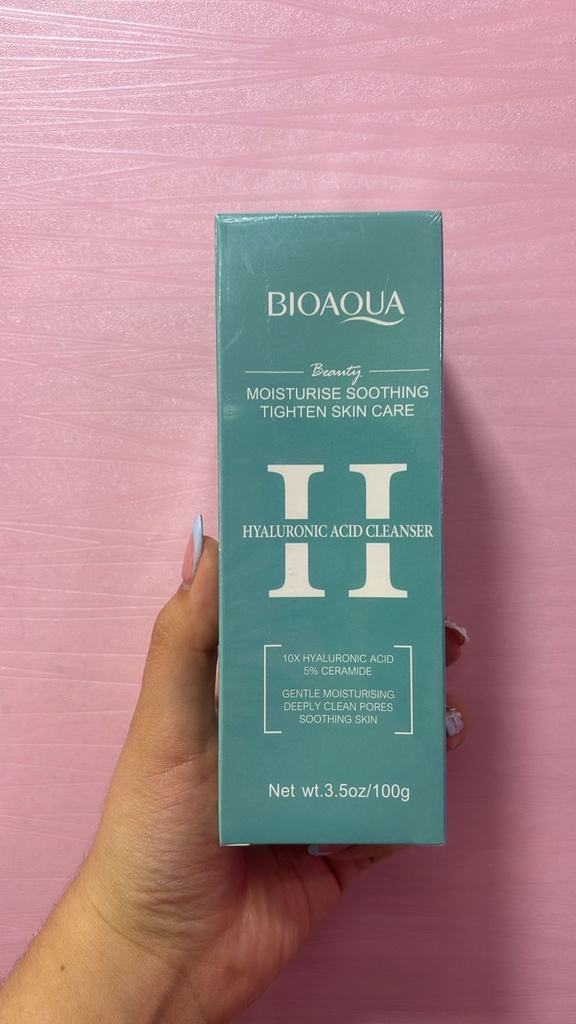 BIOAQUA
Beauty
MOISTURISE SOOTHING
TIGHTEN SKIN CARE
H
HYALURONIC ACID CLEANSER
10X HYALURONIC ACID
5% CERAMIDE
GENTLE MOISTURISING
DEEPLY CLEAN PORES
SOOTHING SKIN
Net wt.3.5oz/100g